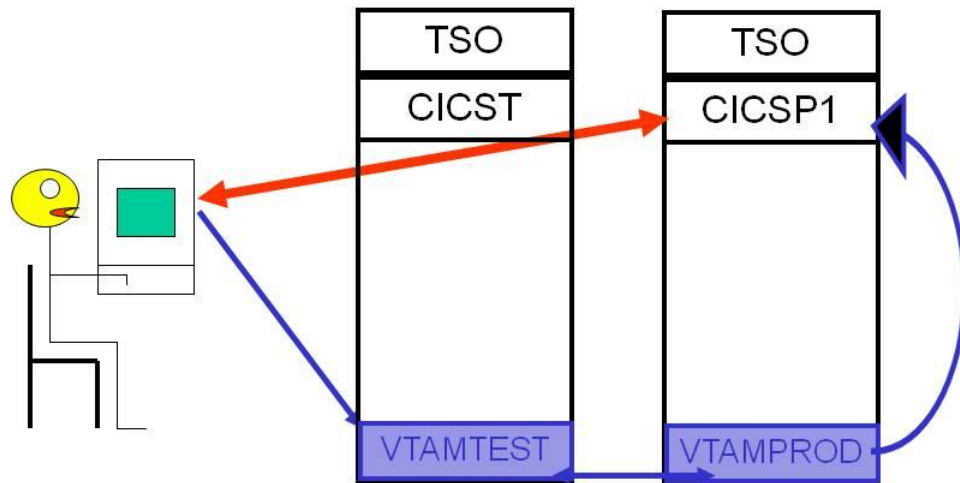 TSO
CICST
VTAMTEST
TSO
CICSP1
VTAMPROD